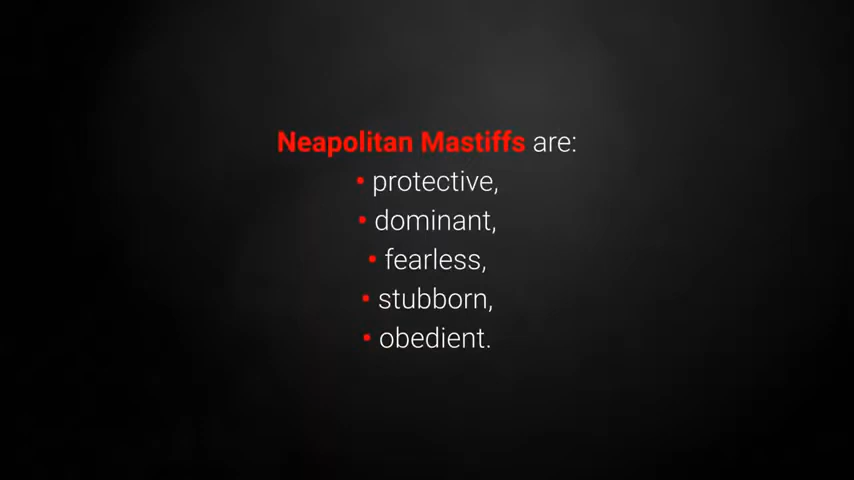 Neapolitan Mastiffs are:
• protective,
• dominant,
• fearless,
• stubborn,
• obedient.